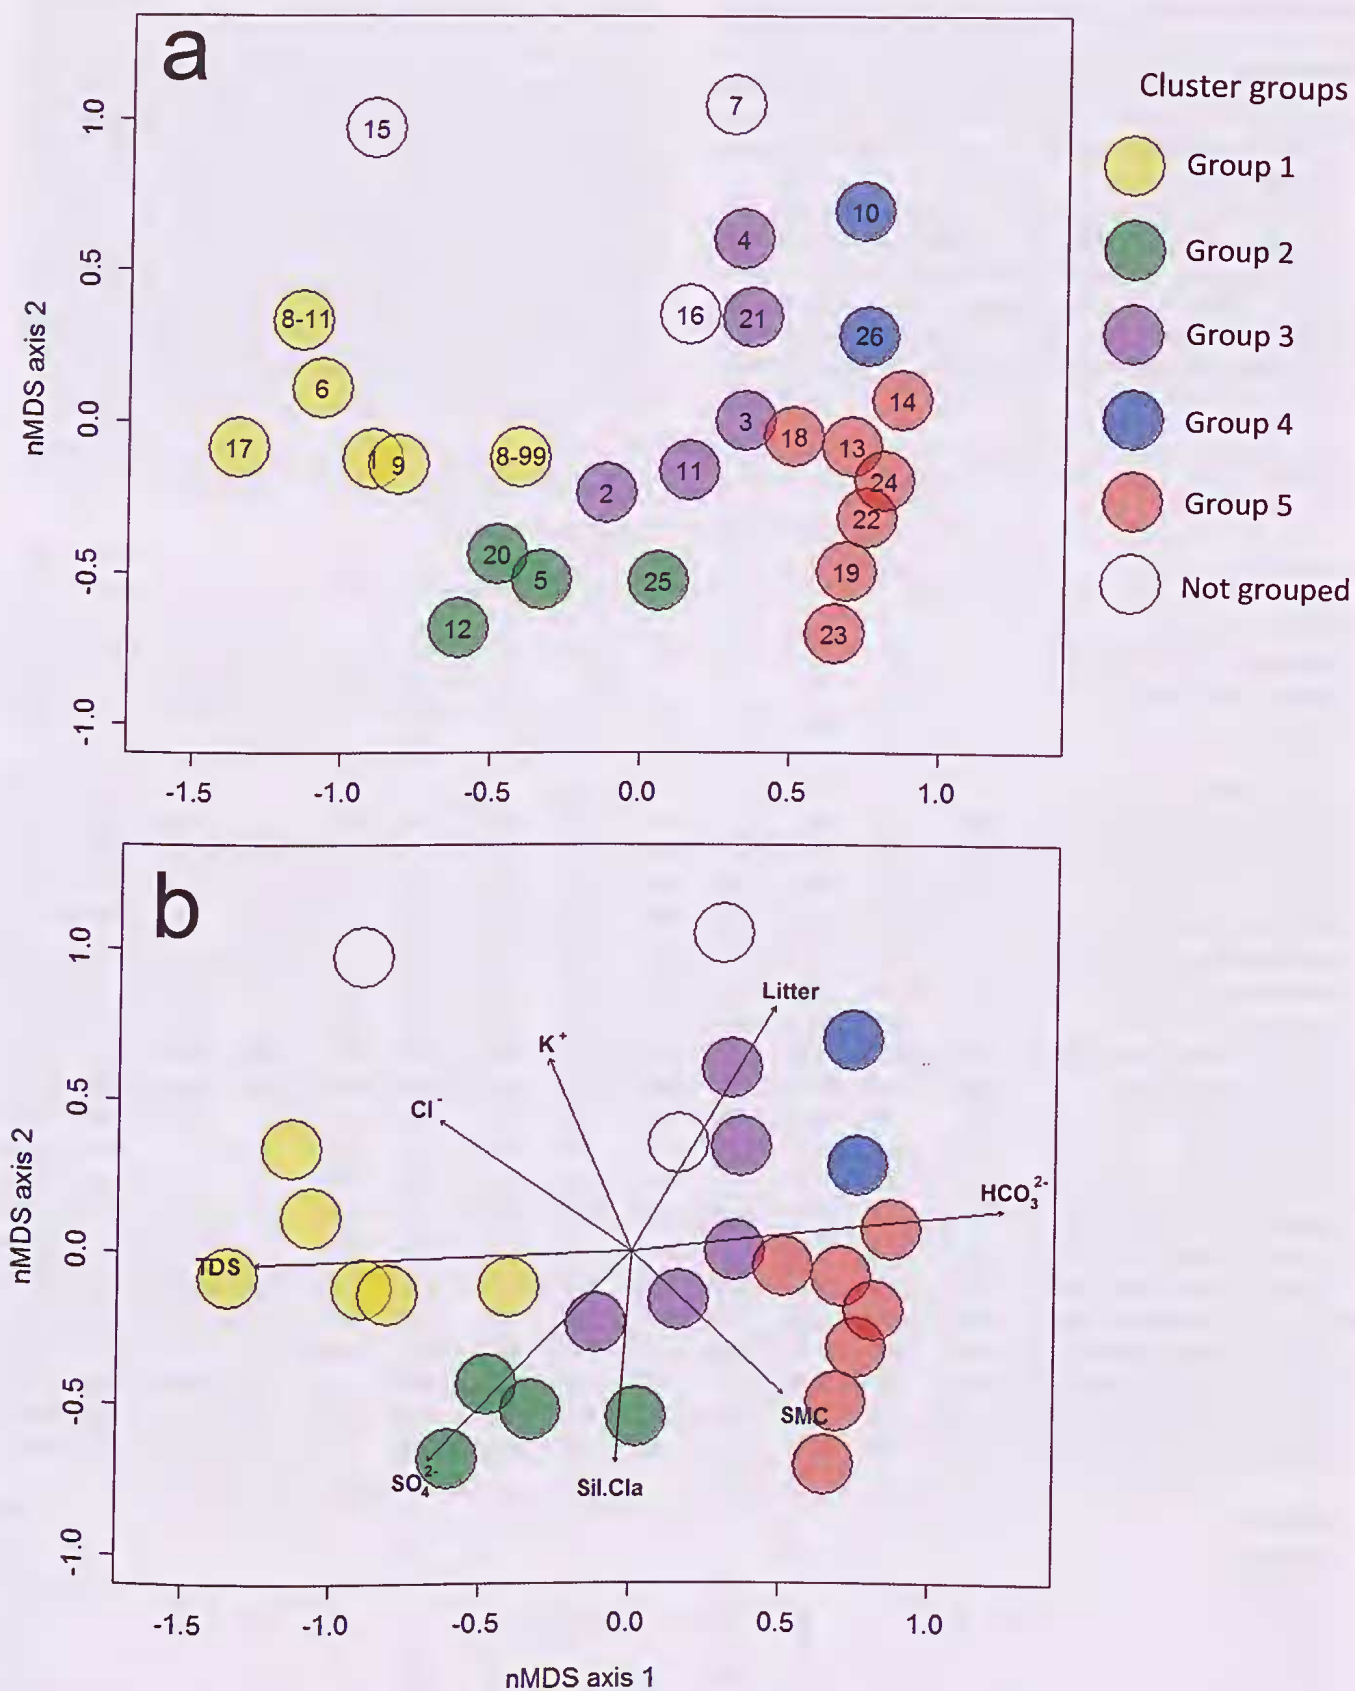 a
Cluster groups
Group 1
Group 2
Group 3
Group 4
Group 5
Not grouped
nMDS axis 2
1.0
0.5
0.0
-0.5
-1.0
15
7
10
4
8-11
16
21
26
6
14
17
1
9
8-99
3
18
13
2
11
24
22
20
5
25
19
12
23
-1.5
-1.0
-0.5
0.0
0.5
1.0
b
nMDS axis 2
1.0
0.5
0.0
-0.5
-1.0
Litter
K⁺
Cl⁻
HCO₃²⁻
TDS
SMC
SO₄²⁻
Sil.Cla
-1.5
-1.0
-0.5
0.0
0.5
1.0
nMDS axis 1